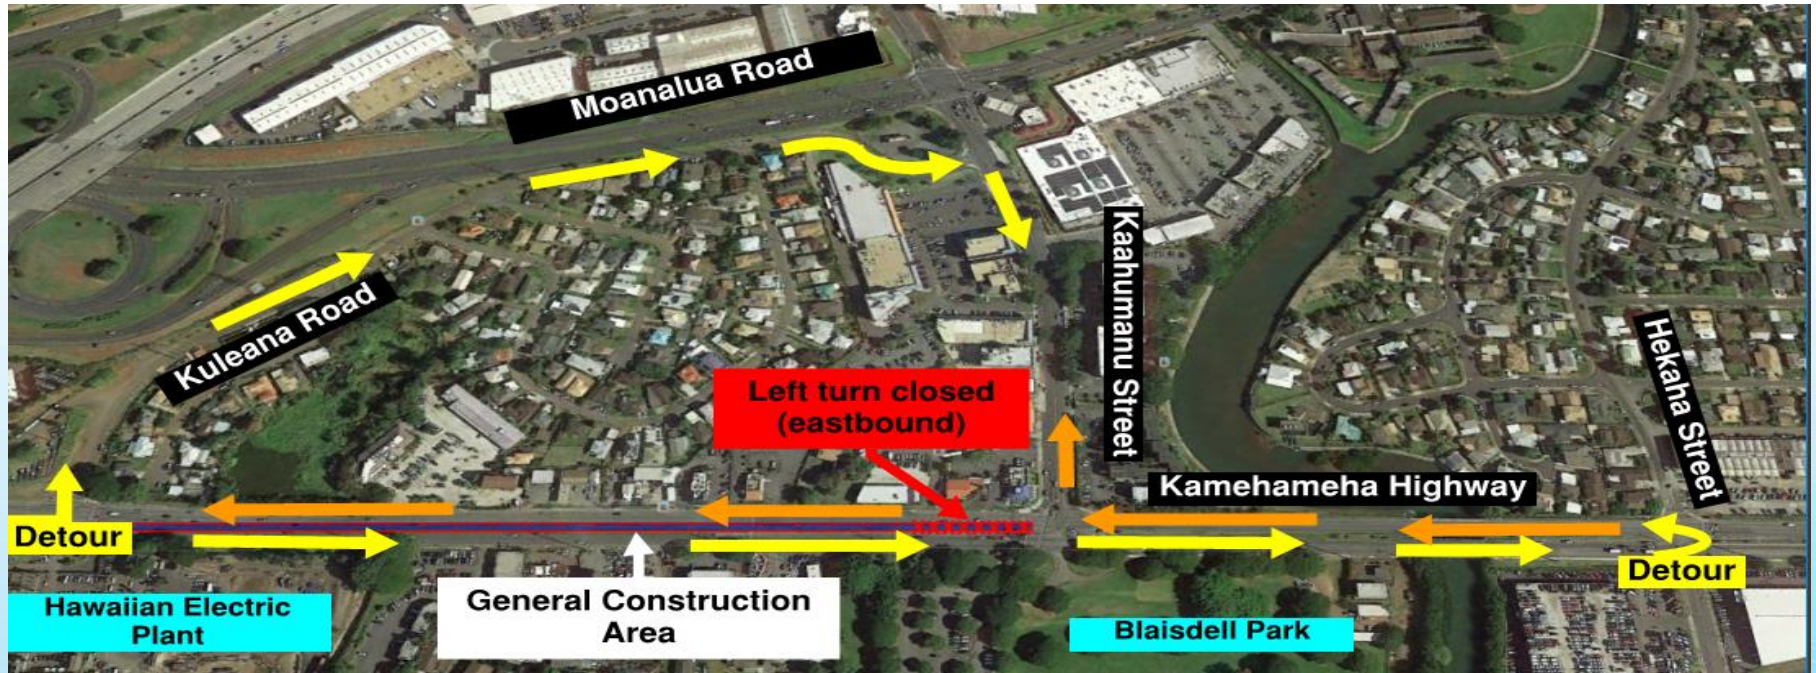 Moanalua Road
Kuleana Road
Kaahumanu Street
Hekaha Street
Left turn closed
(eastbound)
Kamehameha Highway
Detour
Detour
Hawaiian Electric
Plant
General Construction
Area
Blaisdell Park